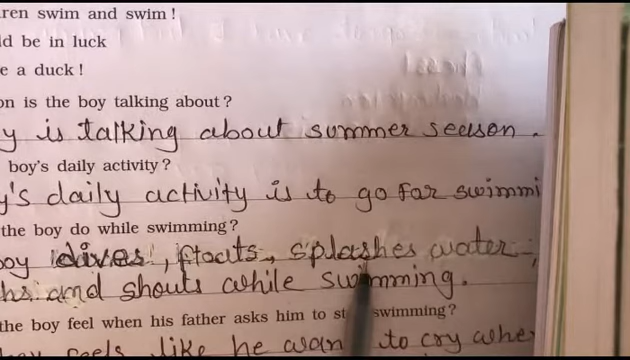 ren swim and swim !
ld be in luck
e a duck !
on is the boy talking about ?
y is talking about summer season .
boy's daily activity ?
y's daily activity is to go for swimmi
the boy do while swimming ?
oy dives , floats , splashes water ,
hs and shouts while swimming .
the boy feel when his father asks him to st swimming ?
feels like he wan to cry whe